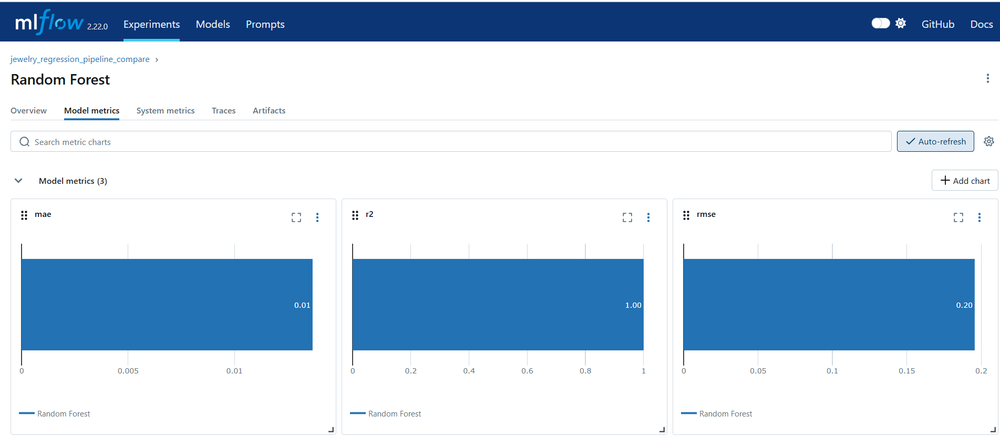 mlflow 2.22.0 Experiments Models Prompts GitHub Docs
jewelry_regression_pipeline_compare ›
Random Forest
Overview Model metrics System metrics Traces Artifacts
Search metric charts Auto-refresh
Model metrics (3) Add chart
mae
0.01
0 0.005 0.01
Random Forest
r2
1.00
0 0.2 0.4 0.6 0.8 1
Random Forest
rmse
0.20
0 0.05 0.1 0.15 0.2
Random Forest